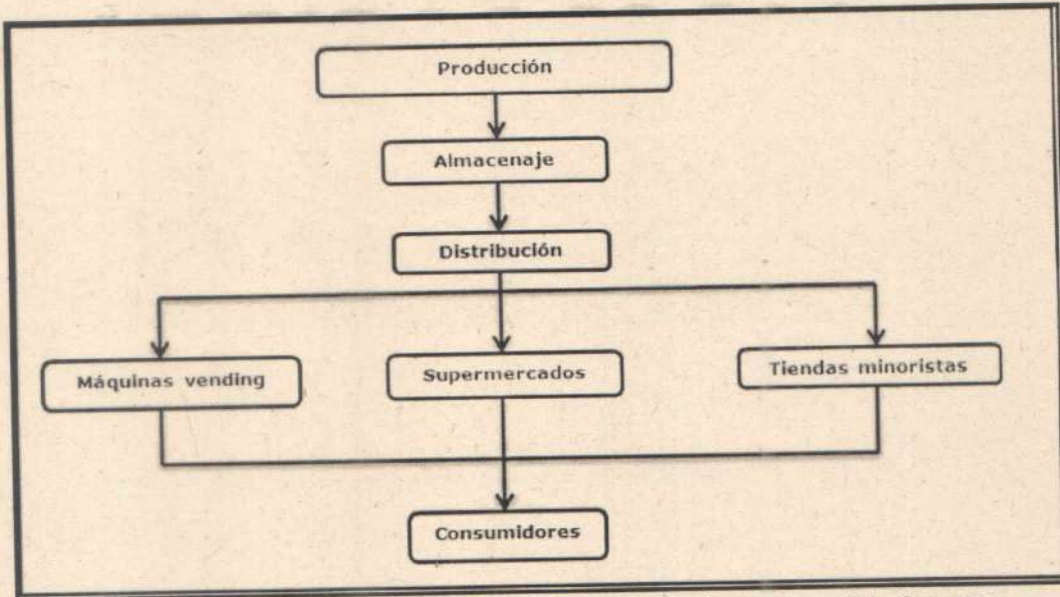 Producción
Almacenaje
Distribución
Máquinas vending
Supermercados
Tiendas minoristas
Consumidores